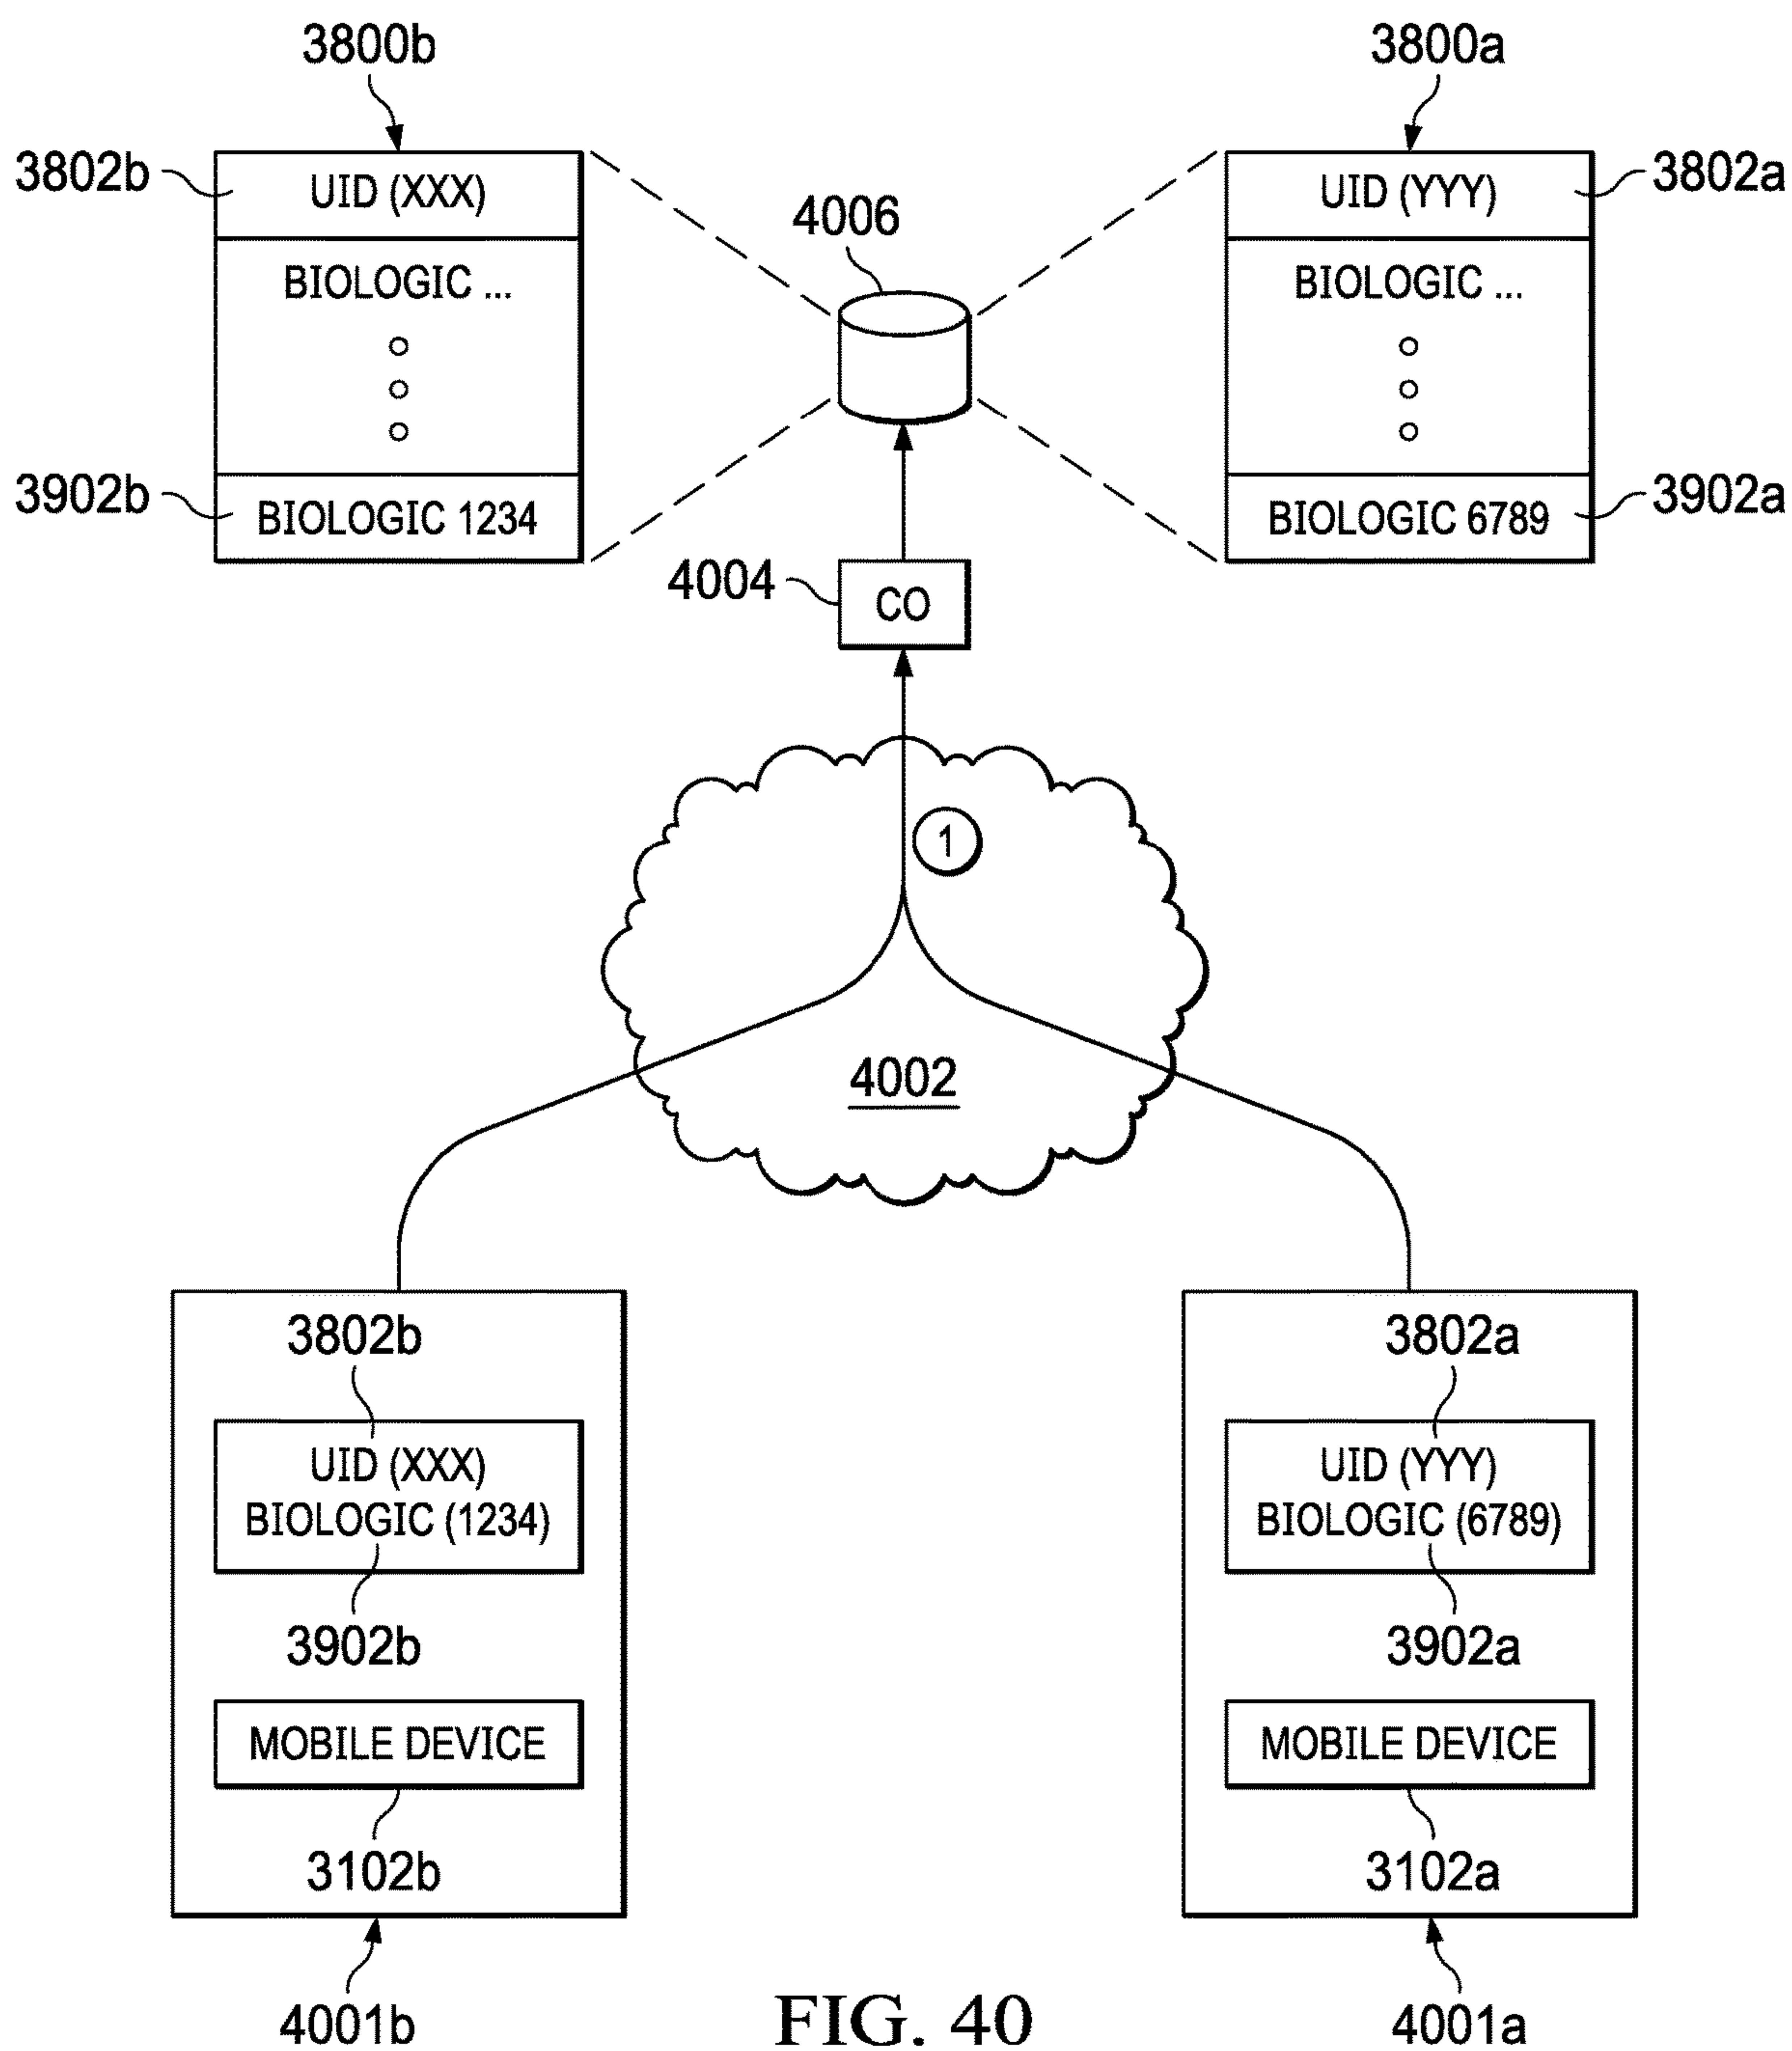 3800b
3800a
3802b
UID (XXX)
UID (YYY)
3802a
4006
BIOLOGIC ...
BIOLOGIC ...
3902b
BIOLOGIC 1234
BIOLOGIC 6789
3902a
4004
CO
1
4002
3802b
3802a
UID (XXX)
BIOLOGIC (1234)
UID (YYY)
BIOLOGIC (6789)
3902b
3902a
MOBILE DEVICE
MOBILE DEVICE
3102b
3102a
4001b
FIG. 40
4001a